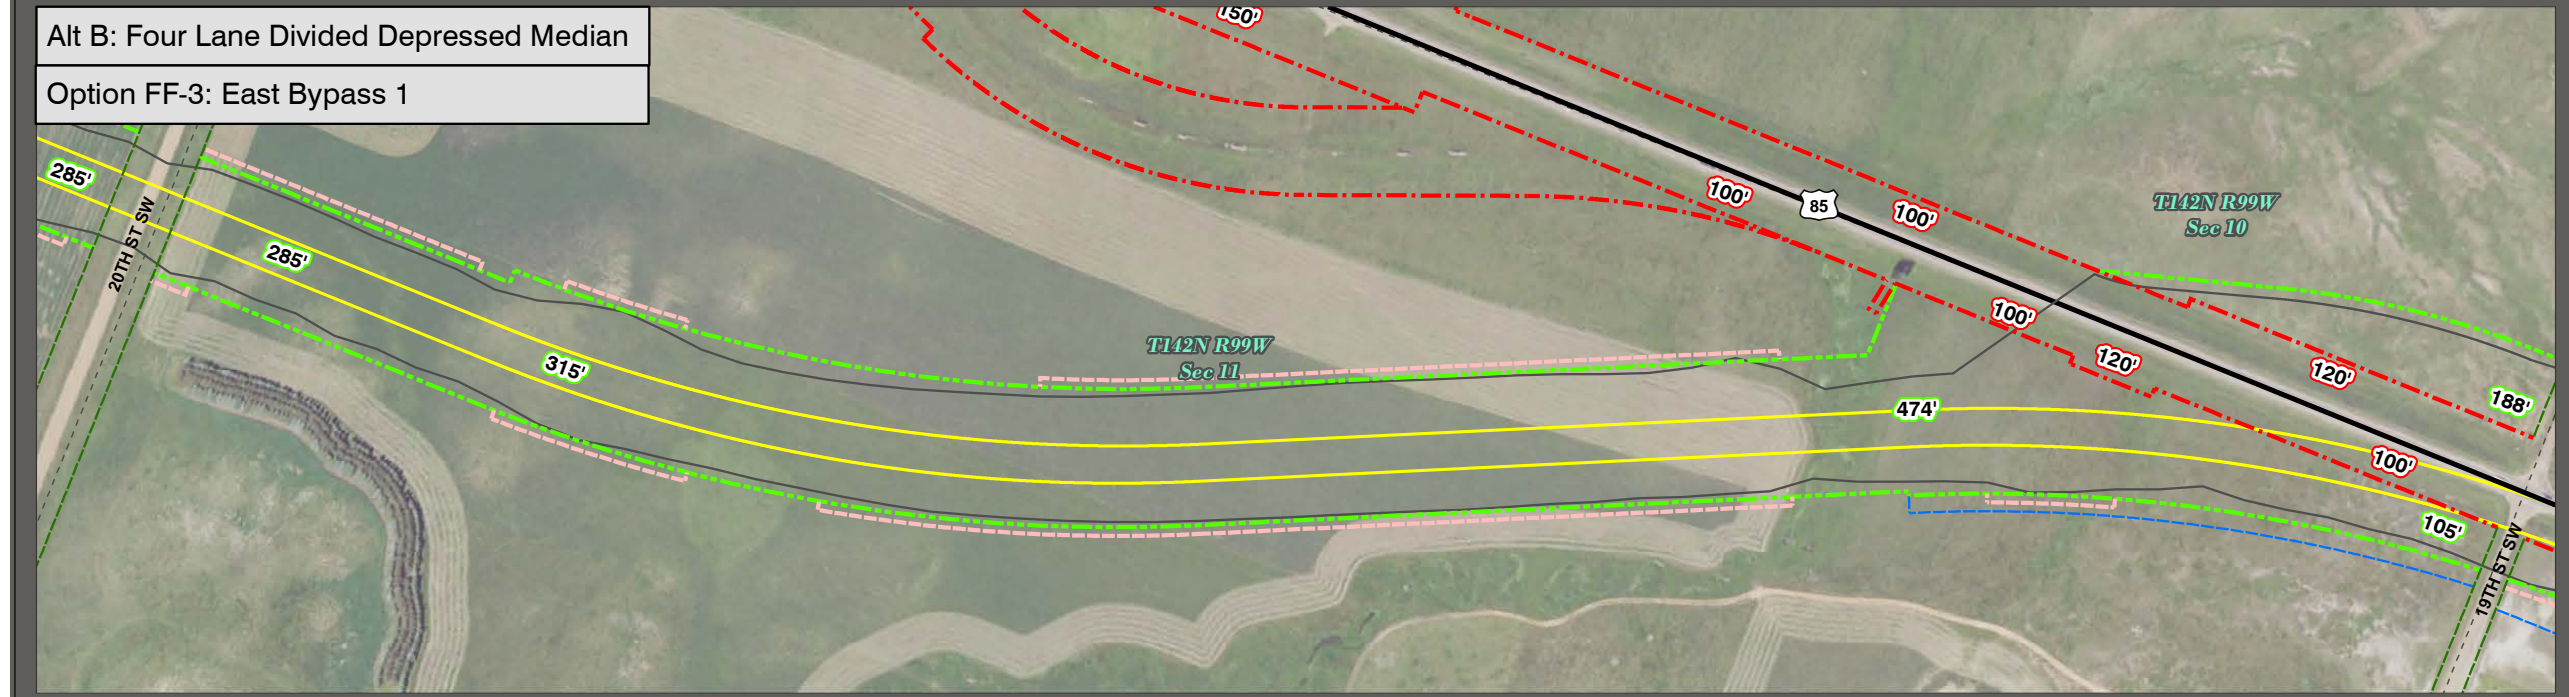 Alt B: Four Lane Divided Depressed Median
Option FF-3: East Bypass 1
150'
285'
20TH ST SW
285'
315'
T142N R99W
Sec 11
100'
85
100'
T142N R99W
Sec 10
100'
120'
120'
188'
474'
100'
105'
19TH ST SW